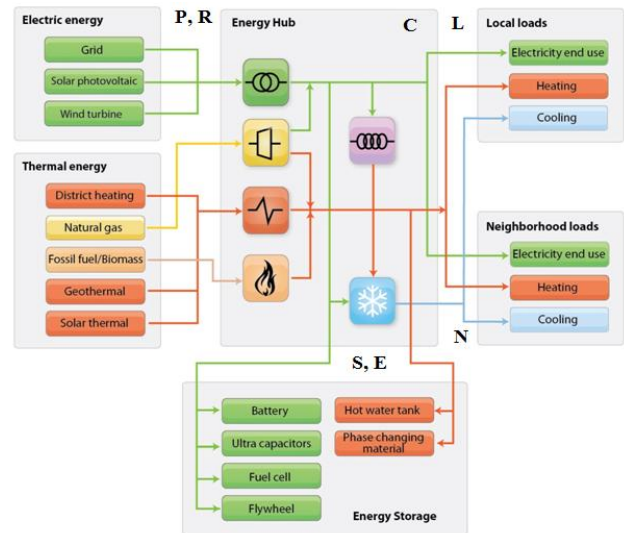 Electric energy
P, R
Energy Hub
C
L
Local loads
Grid
Solar photovoltaic
Wind turbine
Electricity end use
Heating
Cooling
Thermal energy
District heating
Natural gas
Fossil fuel/Biomass
Geothermal
Solar thermal
Neighborhood loads
Electricity end use
Heating
Cooling
N
S, E
Battery
Ultra capacitors
Fuel cell
Flywheel
Hot water tank
Phase changing
material
Energy Storage